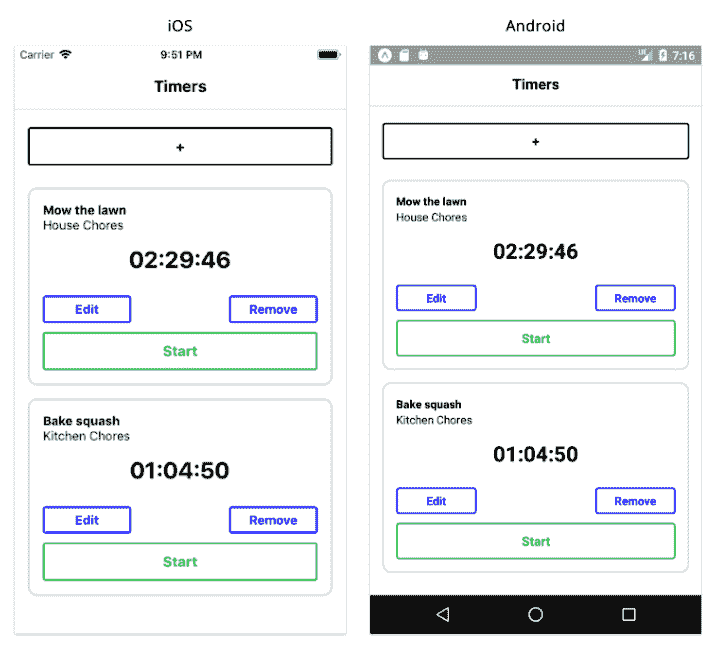 iOS
Carrier 9:51 PM
Timers
+
Mow the lawn
House Chores
02:29:46
Edit Remove
Start
Bake squash
Kitchen Chores
01:04:50
Edit Remove
Start
Android
7:16
Timers
+
Mow the lawn
House Chores
02:29:46
Edit Remove
Start
Bake squash
Kitchen Chores
01:04:50
Edit Remove
Start